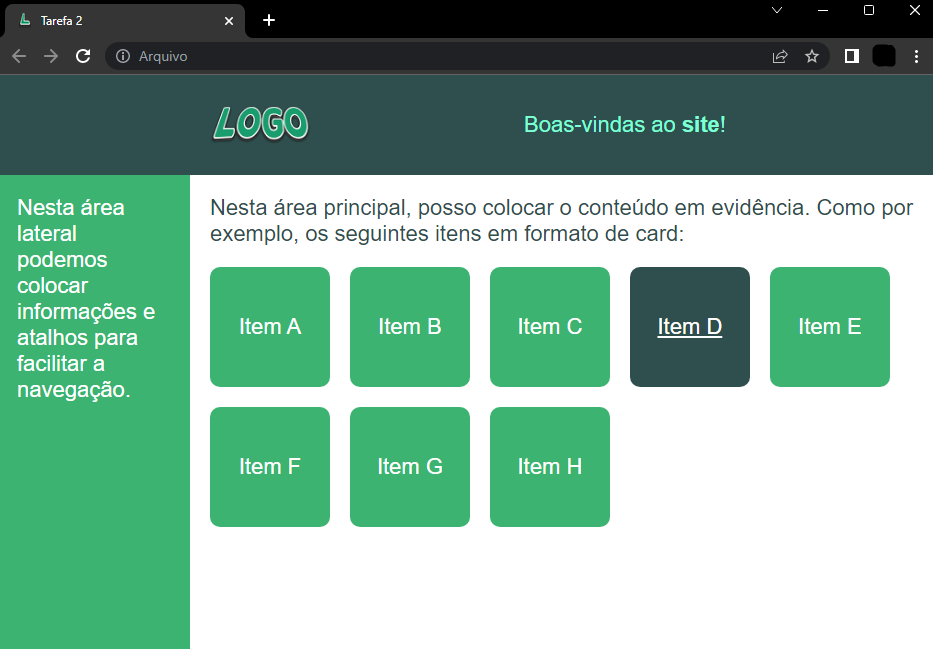 Tarefa 2
Arquivo
LOGO
Boas-vindas ao site!
Nesta área
lateral
podemos
colocar
informações e
atalhos para
facilitar a
navegação.
Nesta área principal, posso colocar o conteúdo em evidência. Como por
exemplo, os seguintes itens em formato de card:
Item A
Item B
Item C
Item D
Item E
Item F
Item G
Item H